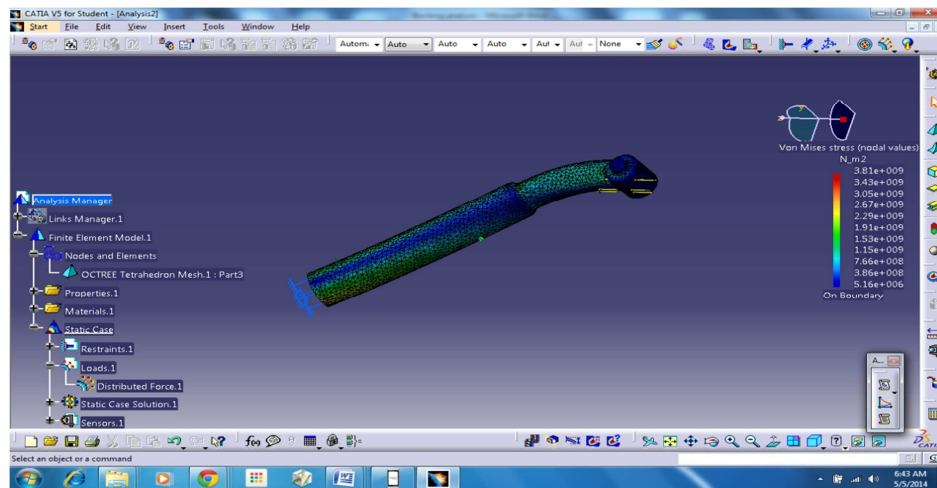 CATIA V5 for Student - [Analysis2]
Start File Edit View Insert Tools Window Help
Autom. Auto Auto Auto Aut Aut None
Von Mises stress (nodal values)
N_m2
3.81e+009
3.43e+009
3.05e+009
2.67e+009
2.29e+009
1.91e+009
1.53e+009
1.15e+009
7.66e+008
3.86e+008
5.16e+006
On Boundary
Analysis Manager
Links Manager.1
Finite Element Model.1
Nodes and Elements
OCTREE Tetrahedron Mesh.1 : Part3
Properties.1
Materials.1
Static Case
Restraints.1
Loads.1
Distributed Force.1
Static Case Solution.1
Sensors.1
A...
f(x)
CATIA
Select an object or a command
6:43 AM
5/5/2014